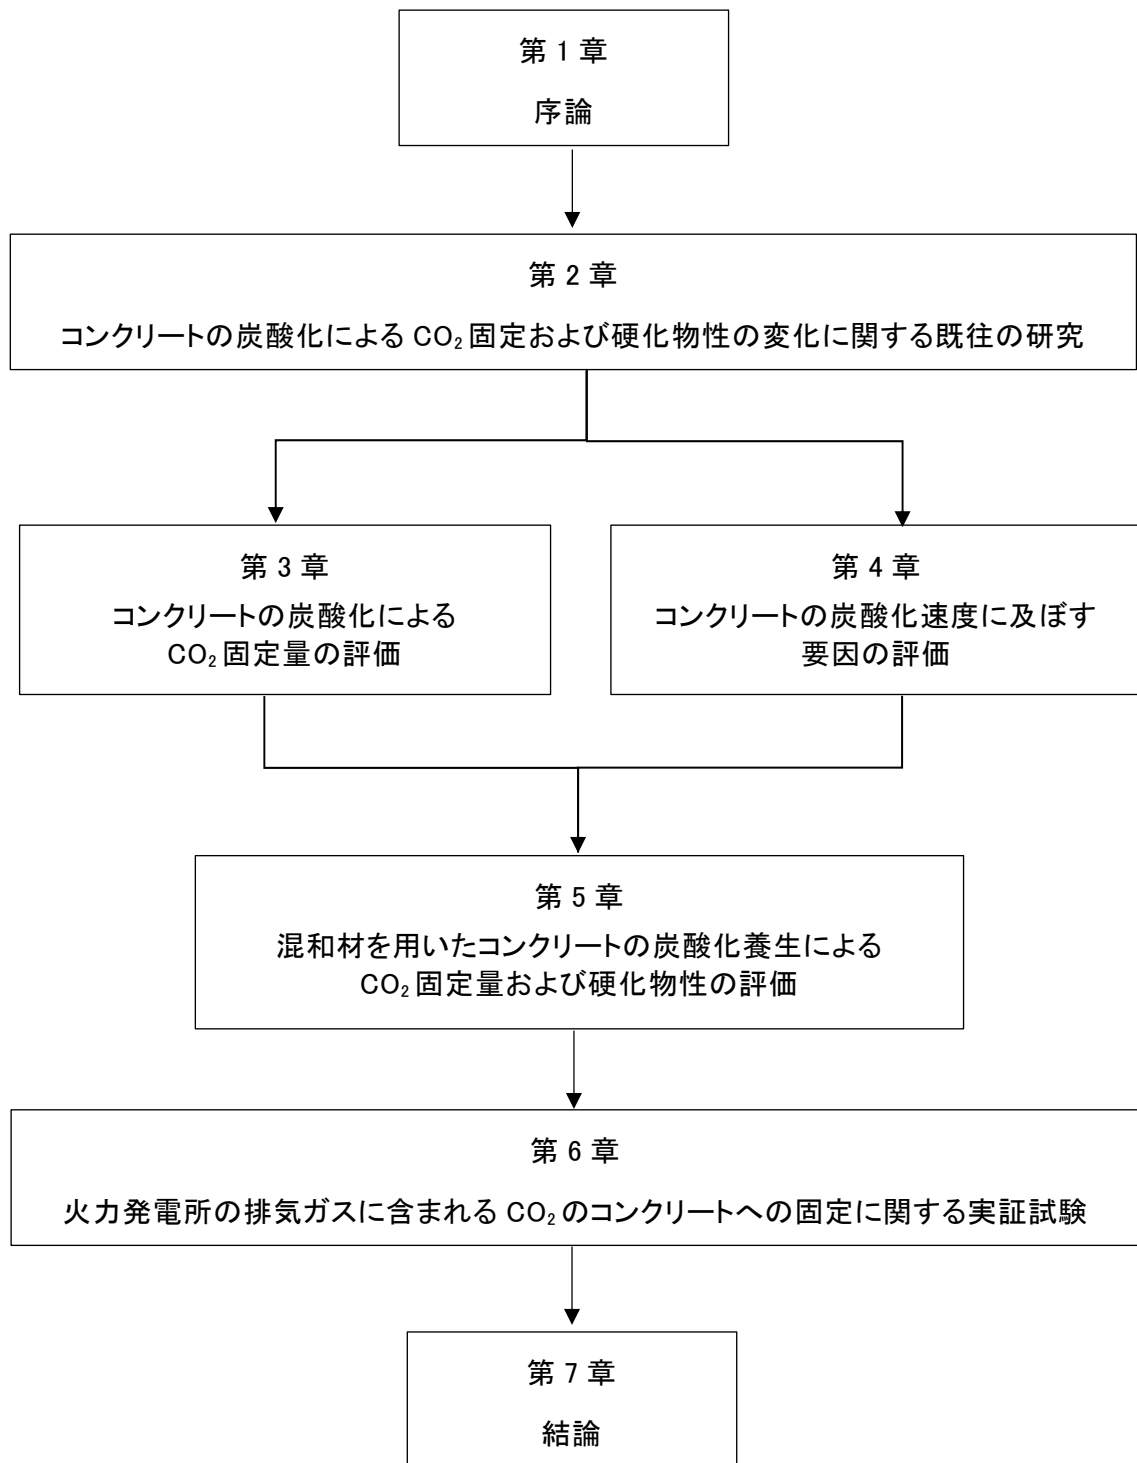 第 1 章
序論
第 2 章
コンクリートの炭酸化による CO₂ 固定および硬化物性の変化に関する既往の研究
第 3 章
コンクリートの炭酸化による
CO₂ 固定量の評価
第 4 章
コンクリートの炭酸化速度に及ぼす
要因の評価
第 5 章
混和材を用いたコンクリートの炭酸化養生による
CO₂ 固定量および硬化物性の評価
第 6 章
火力発電所の排気ガスに含まれる CO₂ のコンクリートへの固定に関する実証試験
第 7 章
結論